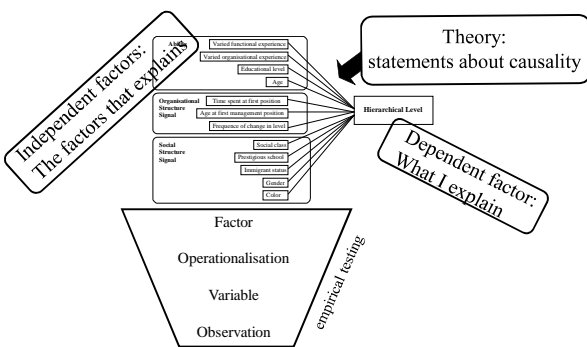 Independent factors:
The factors that explains
Theory:
statements about causality
Varied functional experience
Varied organisational experience
Educational level
Age
Organisational
Structure
Signal
Time spent at first position
Age at first management position
Frequency of change in level
Hierarchical Level
Social
Structure
Signal
Social class
Prestigious school
Immigrant status
Gender
Color
Dependent factor:
What I explain
Factor
Operationalisation
Variable
Observation
empirical testing